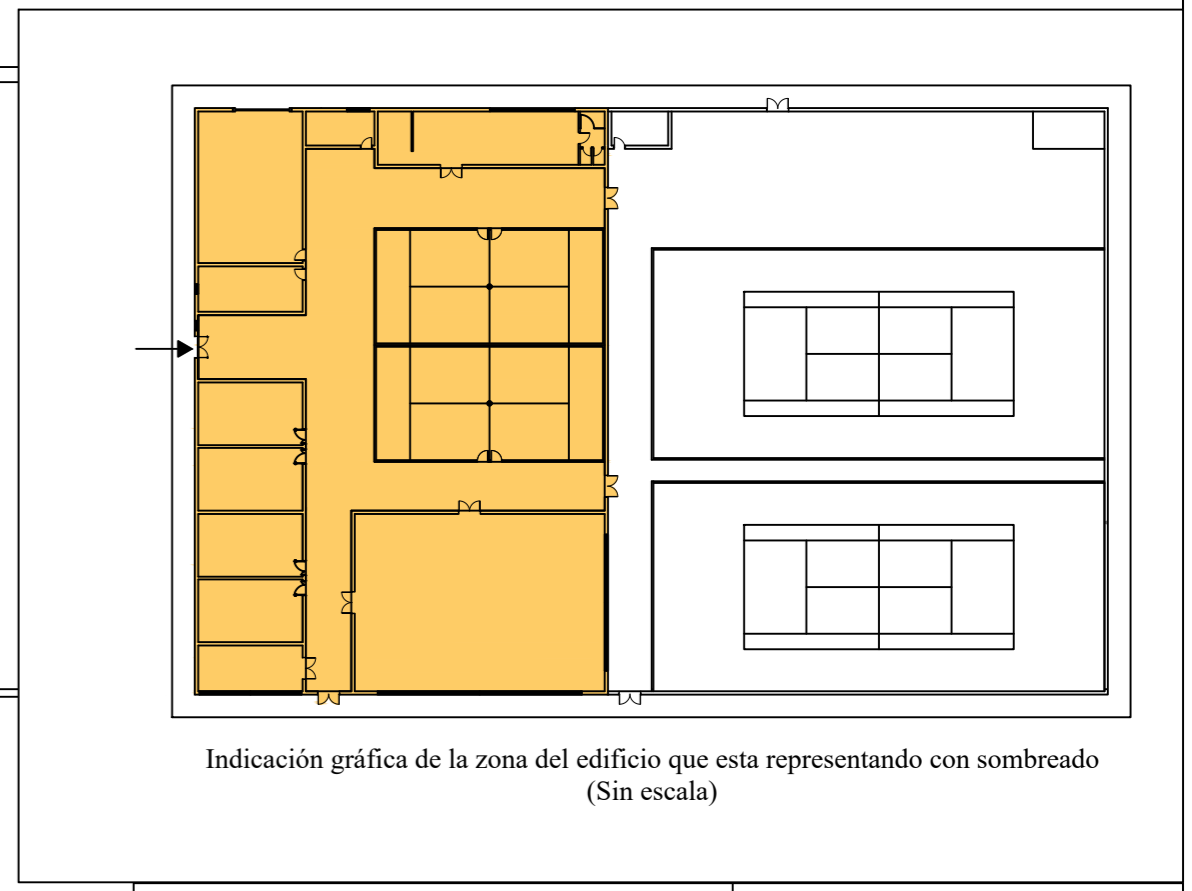 Indicación gráfica de la zona del edificio que esta representando con sombreado
(Sin escala)